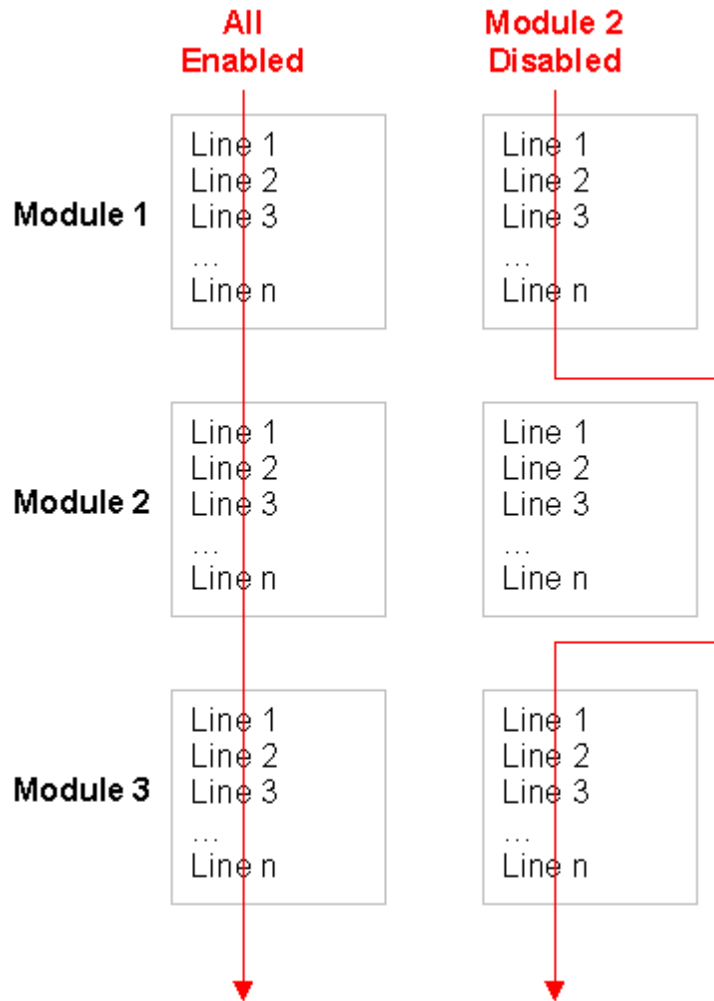 All
Enabled
Module 2
Disabled
Module 1
Line 1
Line 2
Line 3
...
Line n
Line 1
Line 2
Line 3
...
Line n
Module 2
Line 1
Line 2
Line 3
...
Line n
Line 1
Line 2
Line 3
...
Line n
Module 3
Line 1
Line 2
Line 3
...
Line n
Line 1
Line 2
Line 3
...
Line n